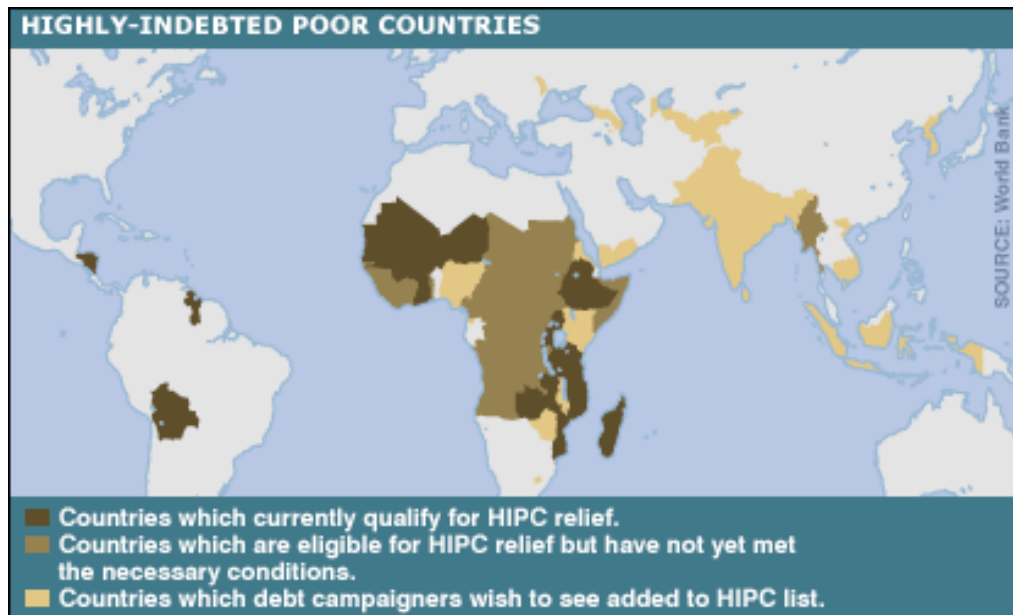 HIGHLY-INDEBTED POOR COUNTRIES
SOURCE: World Bank
Countries which currently qualify for HIPC relief.
Countries which are eligible for HIPC relief but have not yet met
the necessary conditions.
Countries which debt campaigners wish to see added to HIPC list.